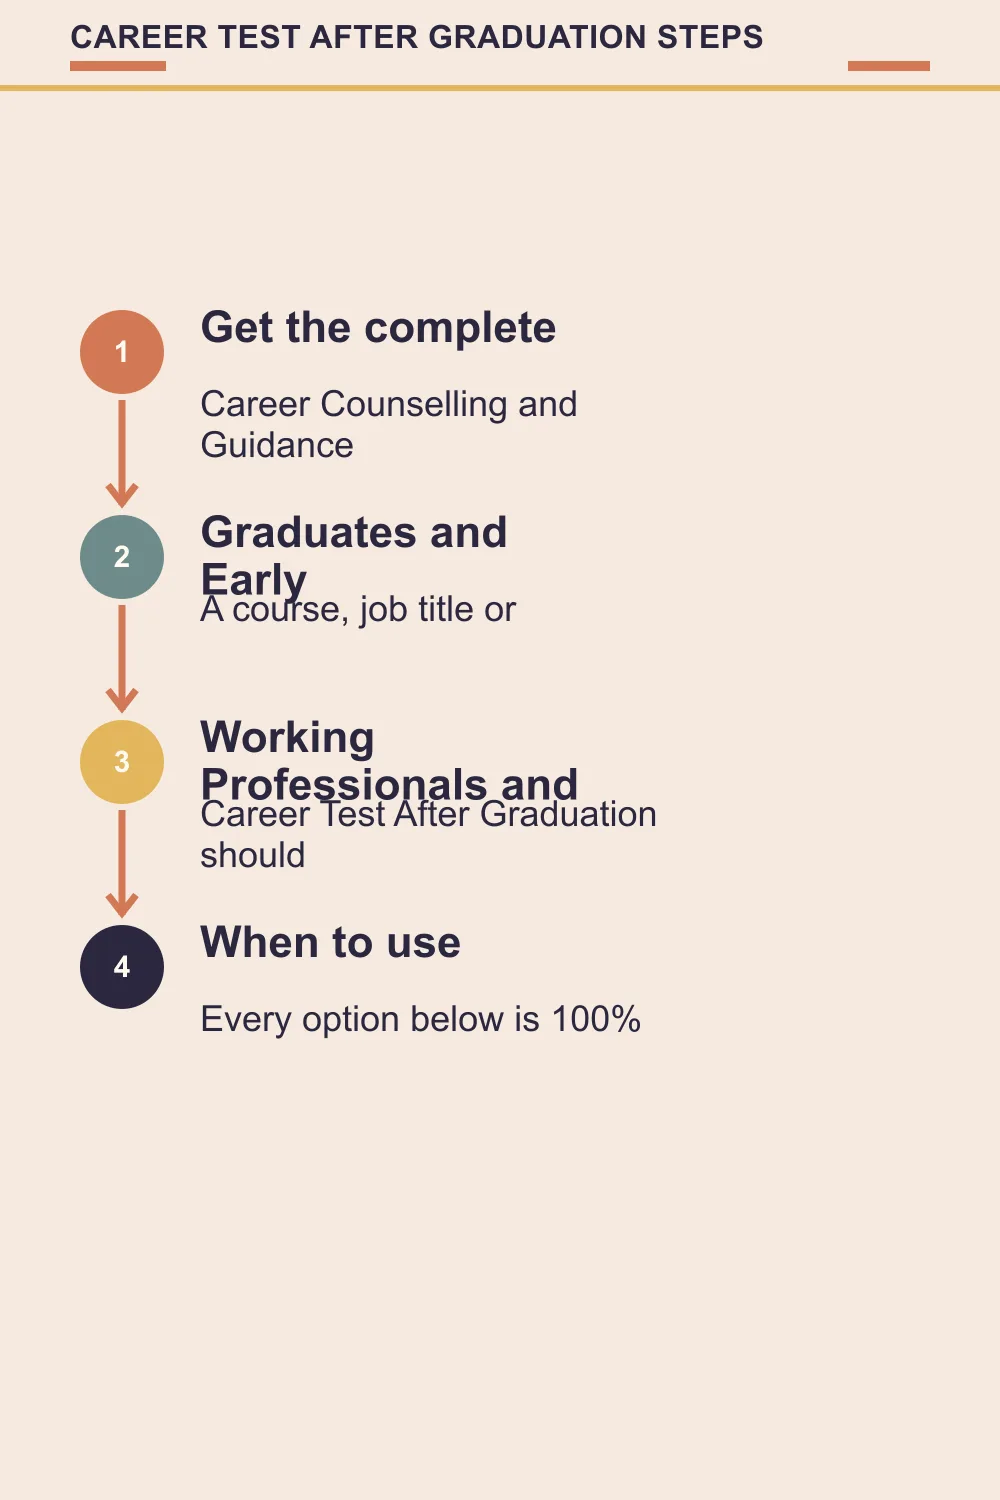 CAREER TEST AFTER GRADUATION STEPS
1
Get the complete
Career Counselling and
Guidance
2
Graduates and
Early
A course, job title or
3
Working
Professionals and
Career Test After Graduation
should
4
When to use
Every option below is 100%